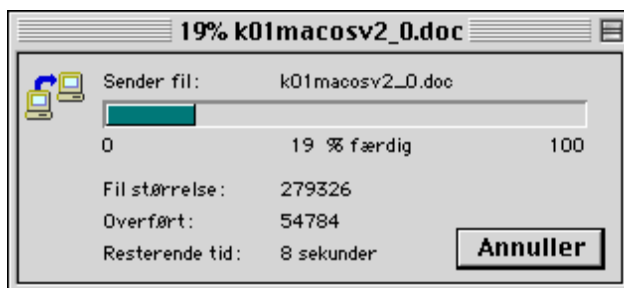 19% k01macosv2_0.doc
Sender fil: k01macosv2_0.doc
0 19 % færdig 100
Fil størrelse: 279326
Overført: 54784
Resterende tid: 8 sekunder
Annuller